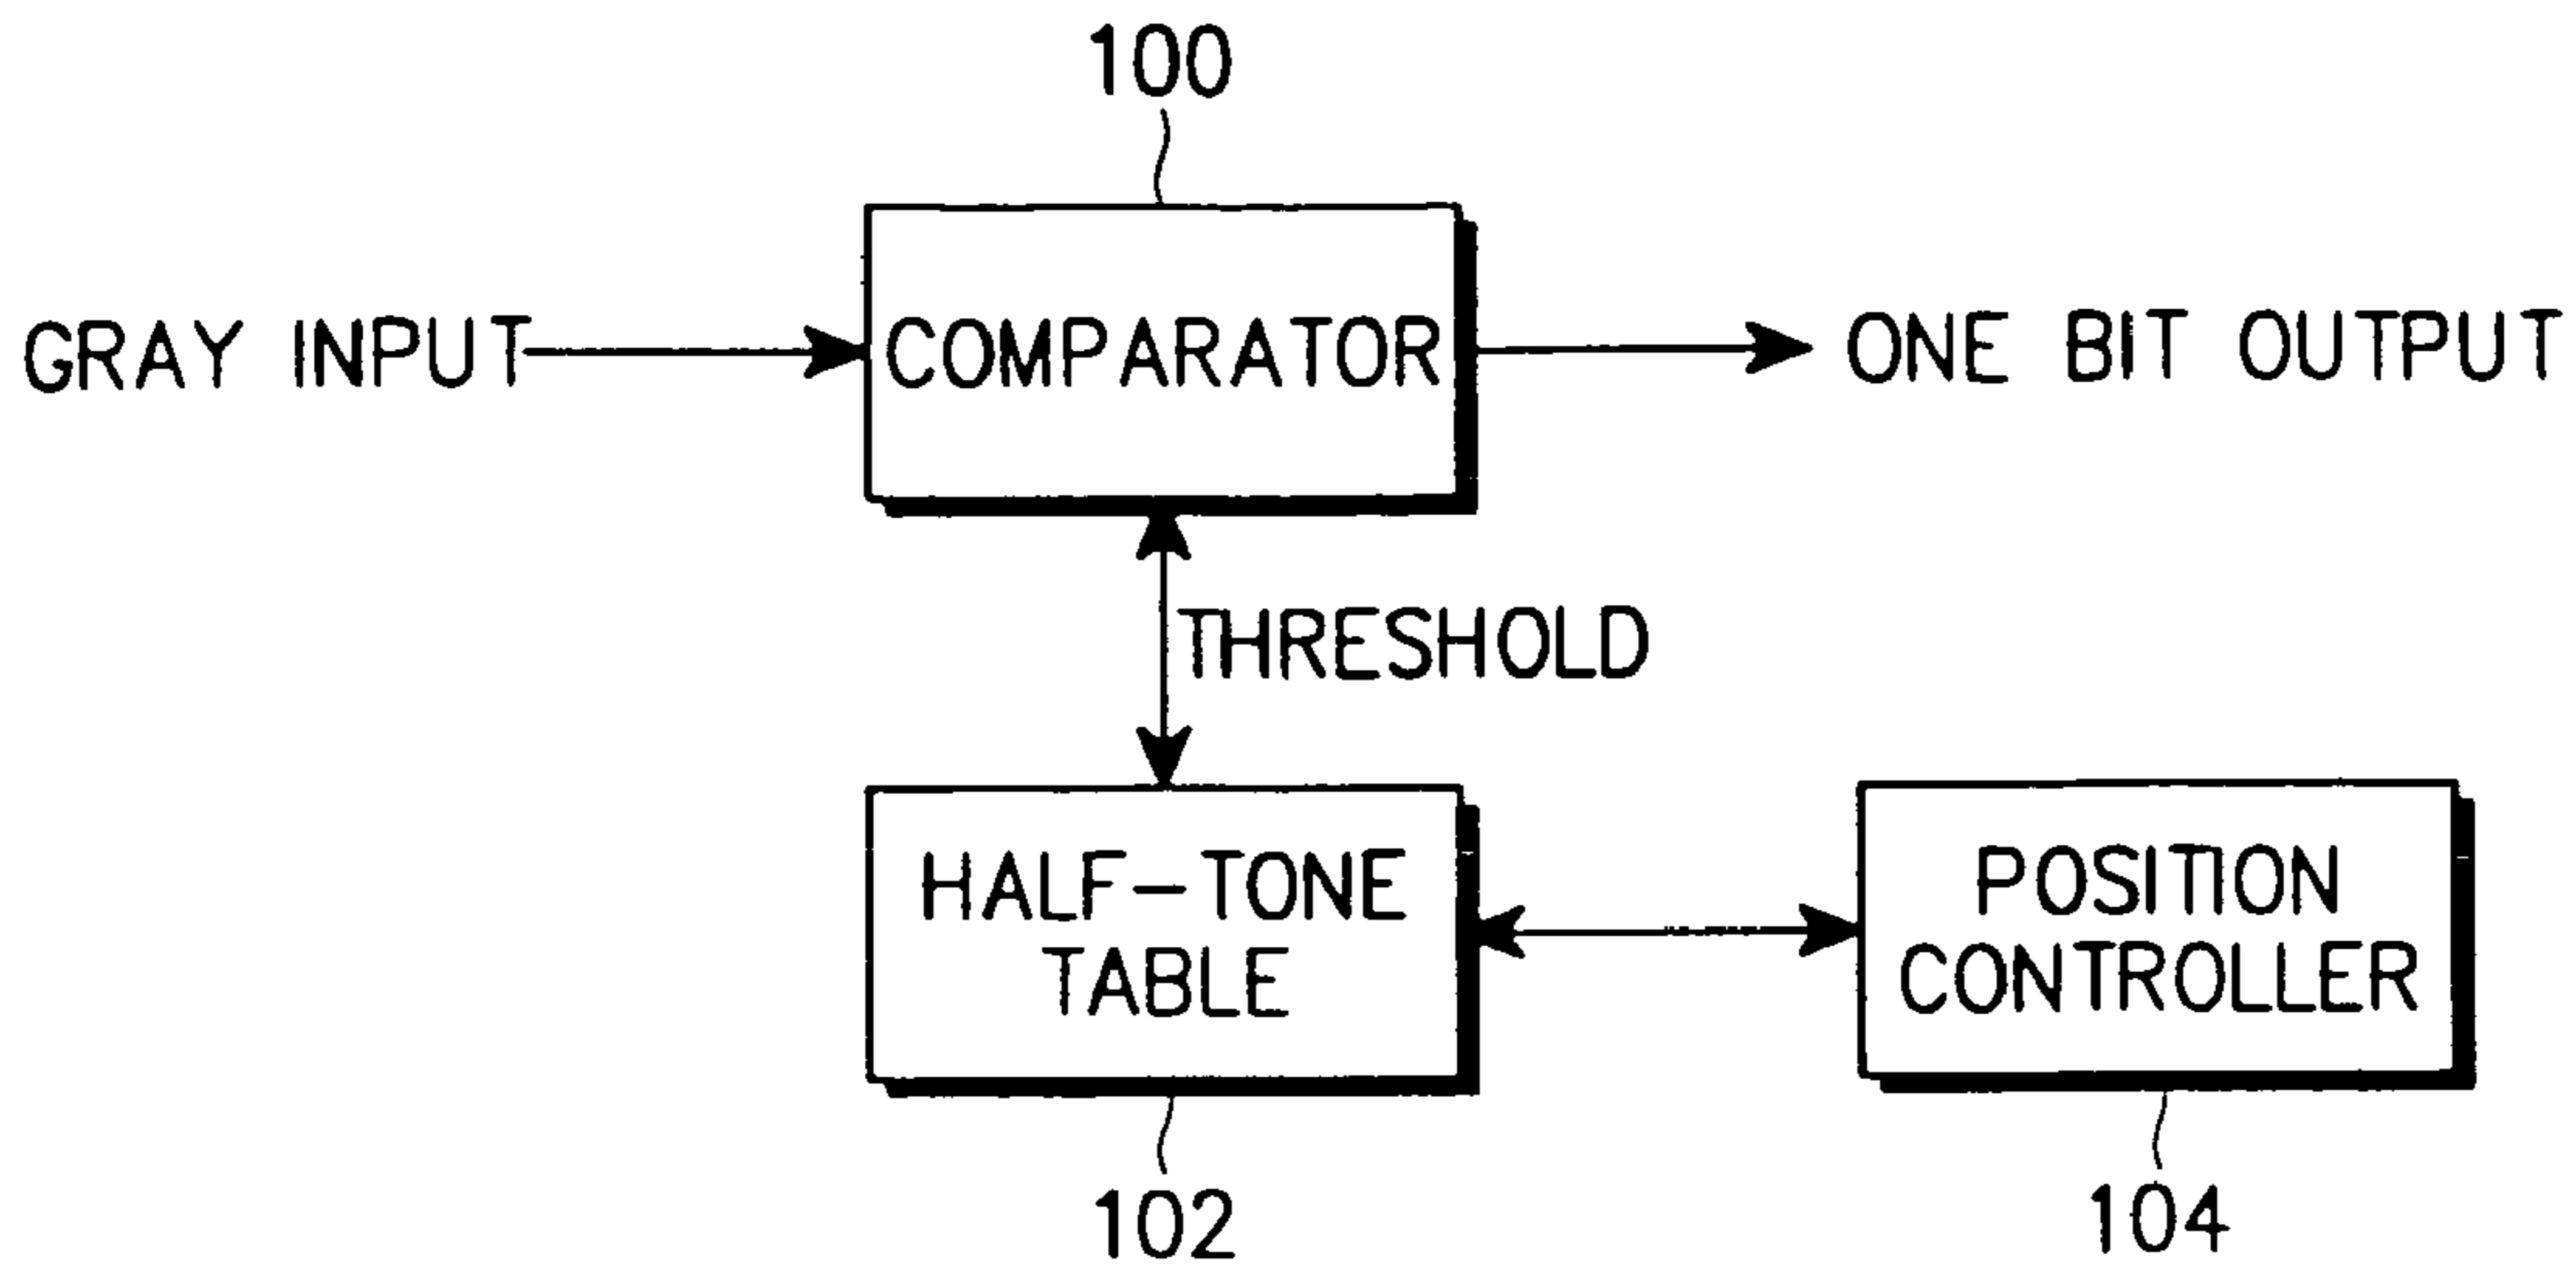 100
GRAY INPUT
COMPARATOR
ONE BIT OUTPUT
THRESHOLD
HALF-TONE
TABLE
POSITION
CONTROLLER
102
104